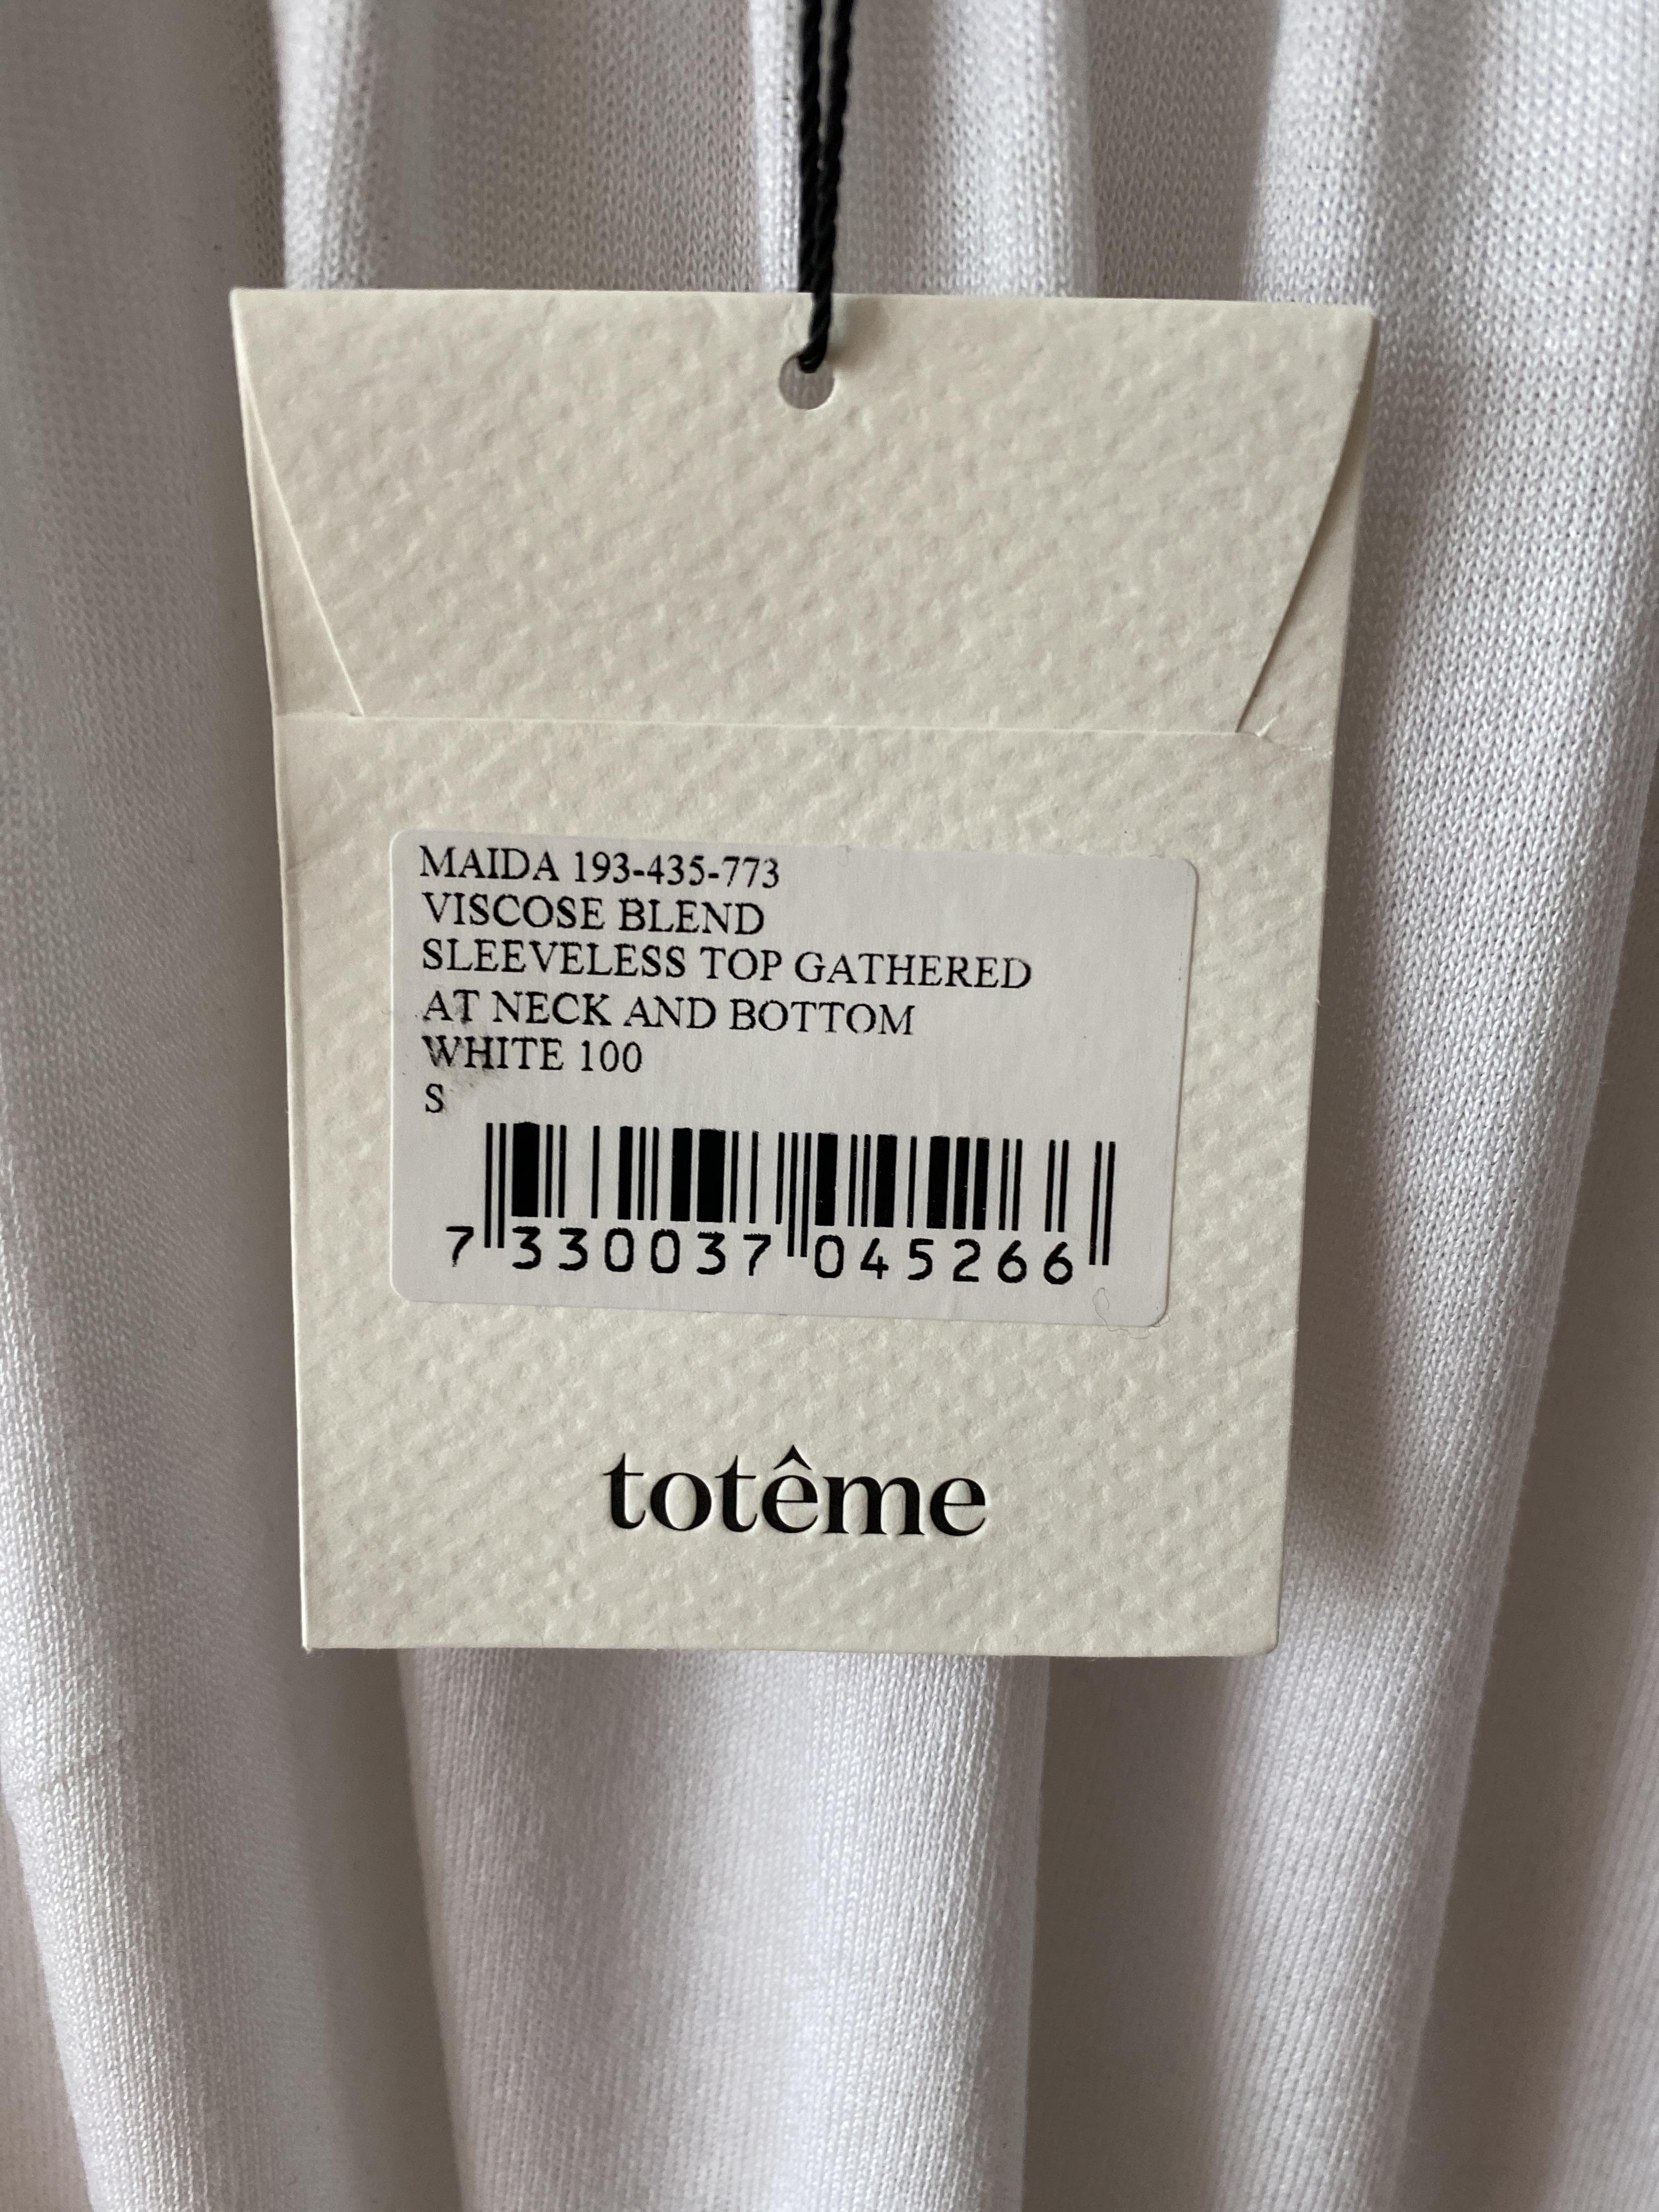 MAIDA 193-435-773
VISCOSE BLEND
SLEEVELESS TOP GATHERED
AT NECK AND BOTTOM
WHITE 100
S
7 330037 045266
totême